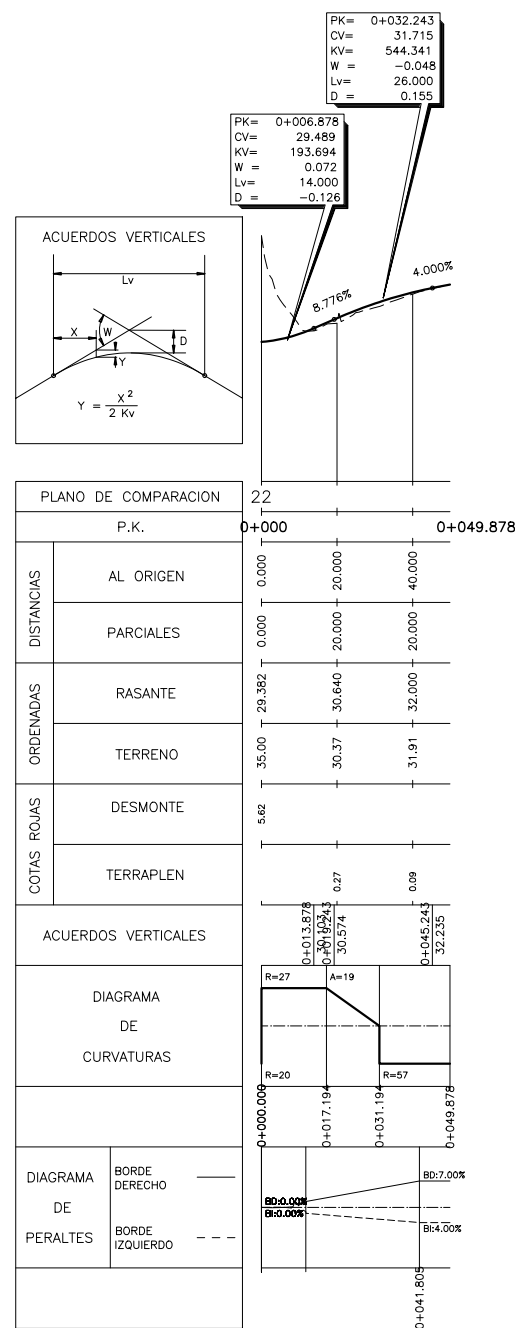 PK= 0+032.243
CV= 31.715
KV= 544.341
W = -0.048
Lv= 26.000
D = 0.155
PK= 0+006.878
CV= 29.489
KV= 193.694
W = 0.072
Lv= 14.000
D = -0.126
ACUERDOS VERTICALES
Lv
X
W
D
Y
Y = X² / 2 Kv
8.776%
4.000%
PLANO DE COMPARACION 22
P.K. 0+000 0+049.878
DISTANCIAS
AL ORIGEN 0.000 20.000 40.000
PARCIALES 0.000 20.000 20.000
ORDENADAS
RASANTE 29.382 30.640 32.000
TERRENO 35.00 30.37 31.91
COTAS ROJAS
DESMONTE 5.62
TERRAPLEN 0.27 0.09
ACUERDOS VERTICALES
0+013.878 30.103
0+019.243 30.574
0+045.243 32.235
DIAGRAMA
DE
CURVATURAS
R=27 A=19
R=20 R=57
0+000.000 0+017.194 0+031.194 0+049.878
DIAGRAMA
DE
PERALTES
BORDE
DERECHO
BORDE
IZQUIERDO
BD:0.00%
BI:0.00%
BD:7.00%
BI:4.00%
0+041.805